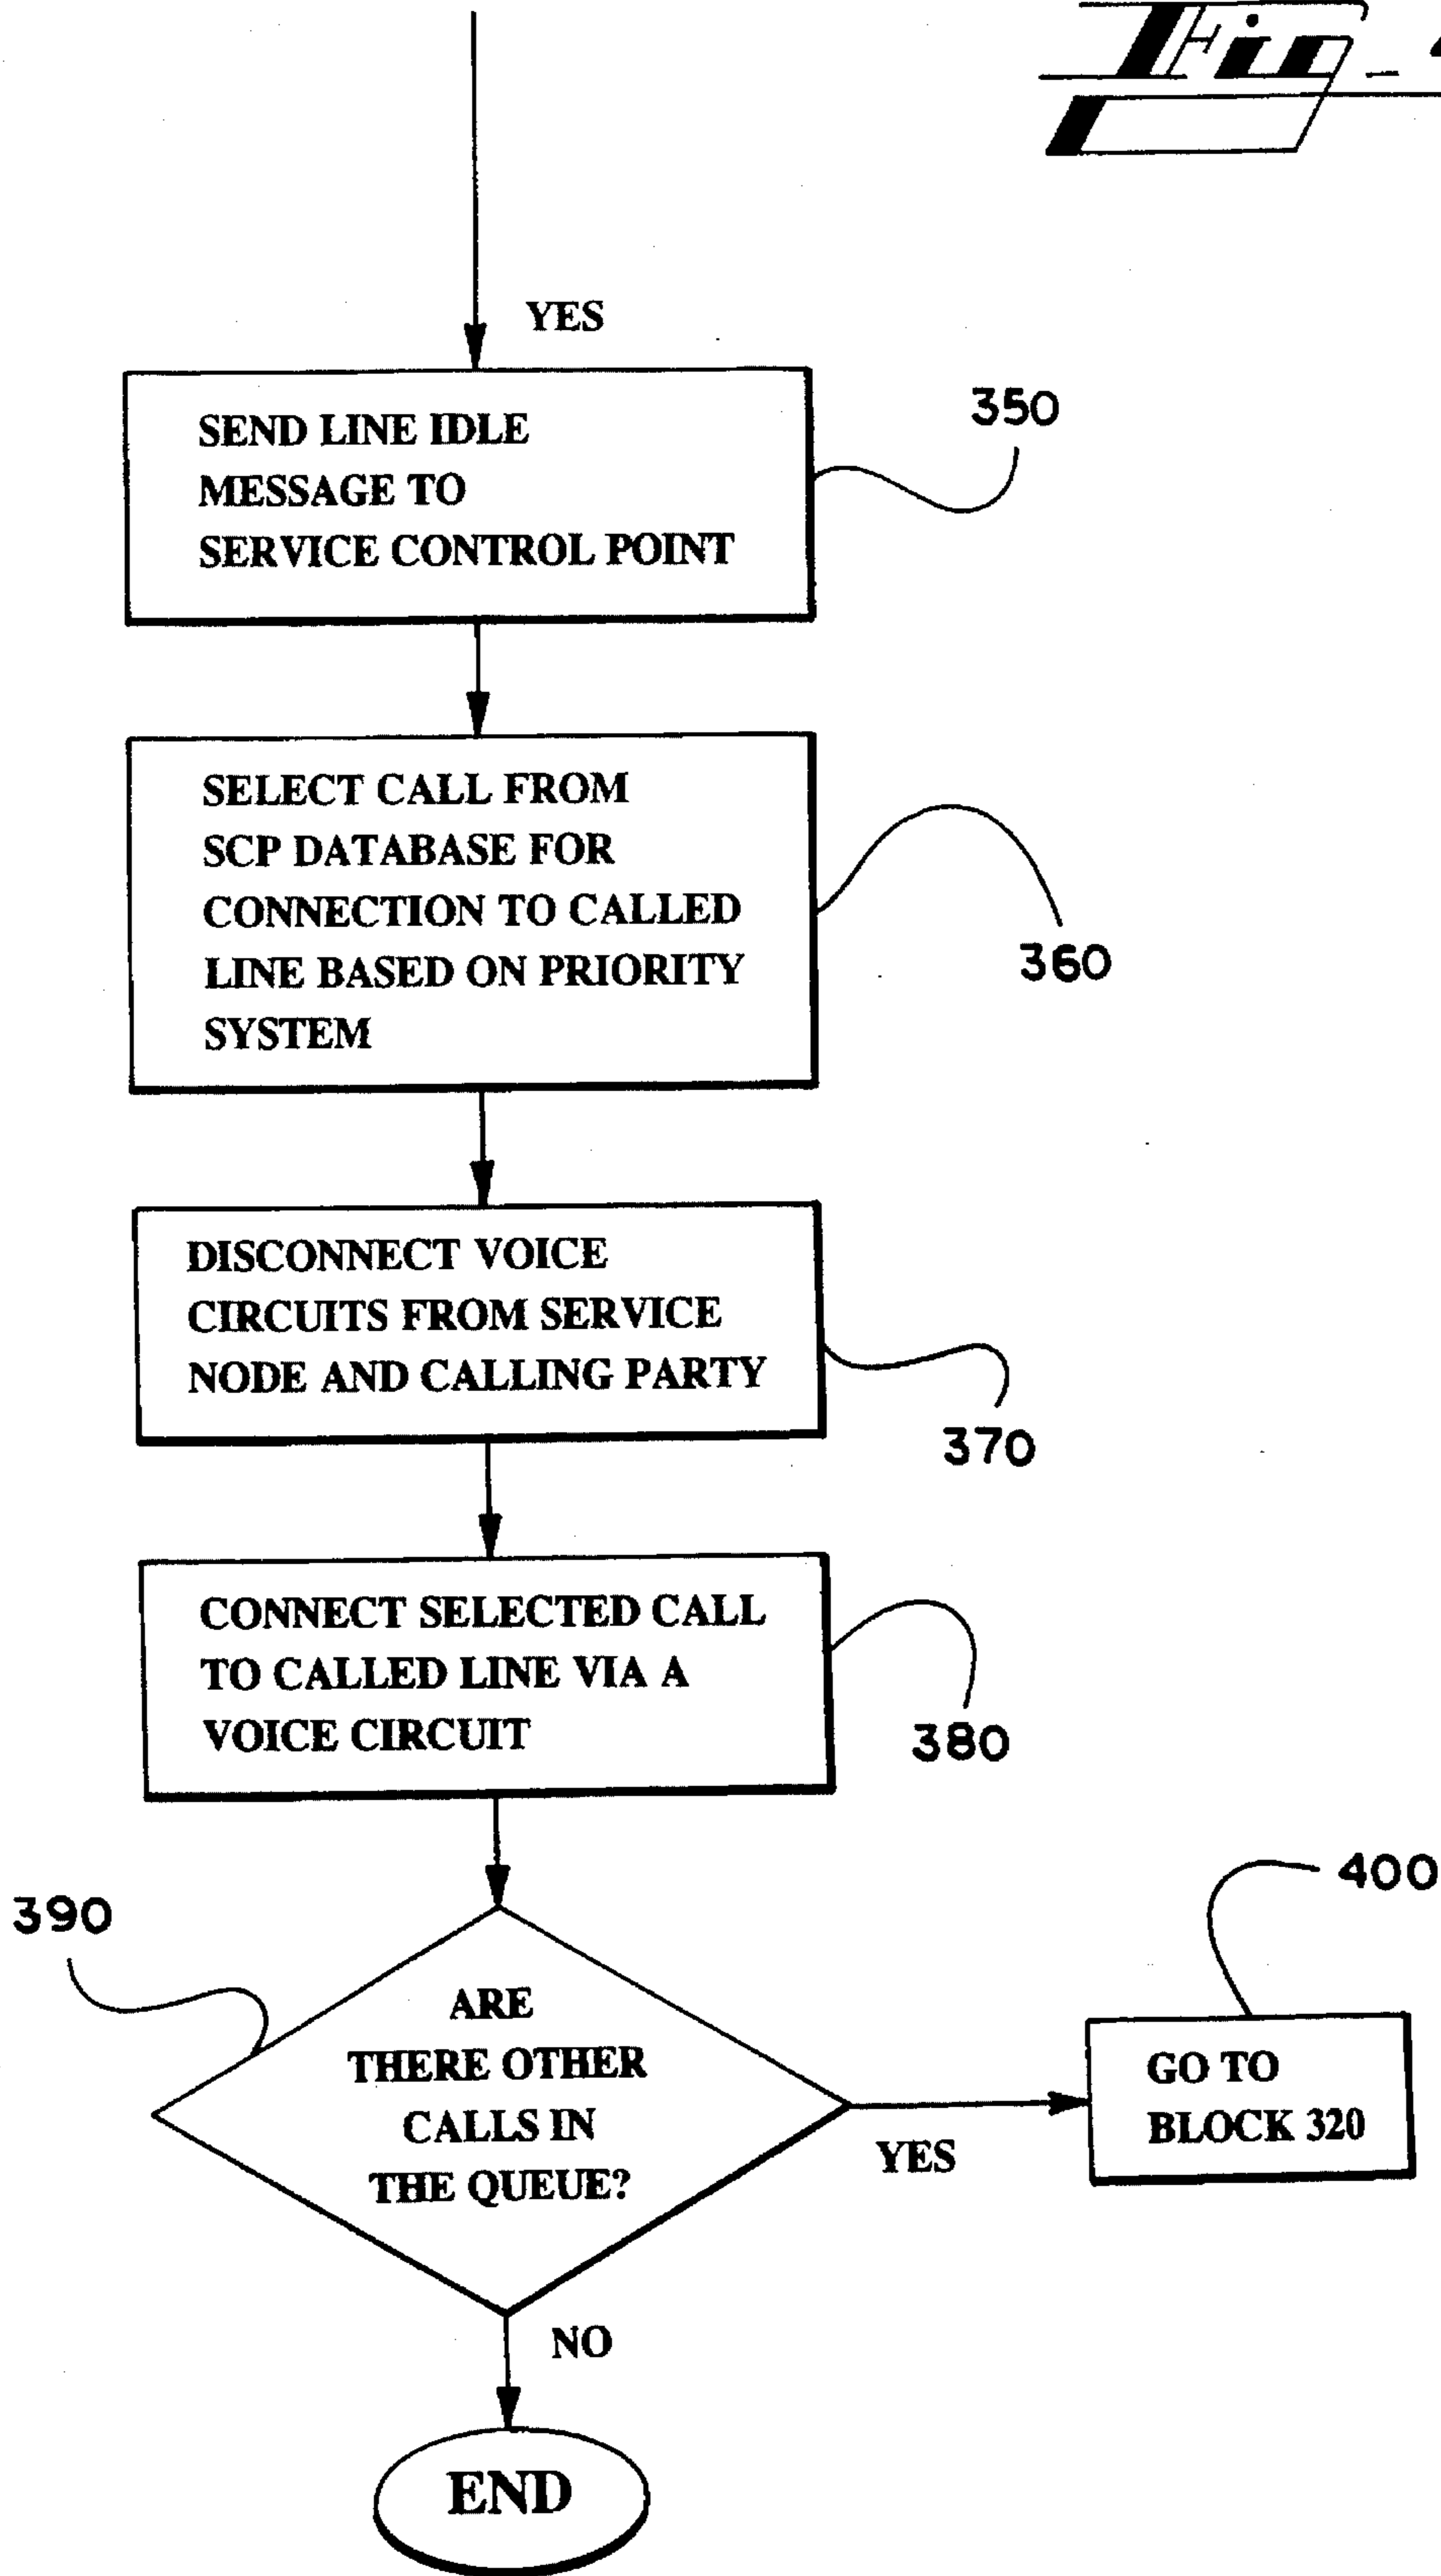 YES
SEND LINE IDLE
MESSAGE TO
SERVICE CONTROL POINT
350
SELECT CALL FROM
SCP DATABASE FOR
CONNECTION TO CALLED
LINE BASED ON PRIORITY
SYSTEM
360
DISCONNECT VOICE
CIRCUITS FROM SERVICE
NODE AND CALLING PARTY
370
CONNECT SELECTED CALL
TO CALLED LINE VIA A
VOICE CIRCUIT
380
390
ARE
THERE OTHER
CALLS IN
THE QUEUE?
YES
400
GO TO
BLOCK 320
NO
END